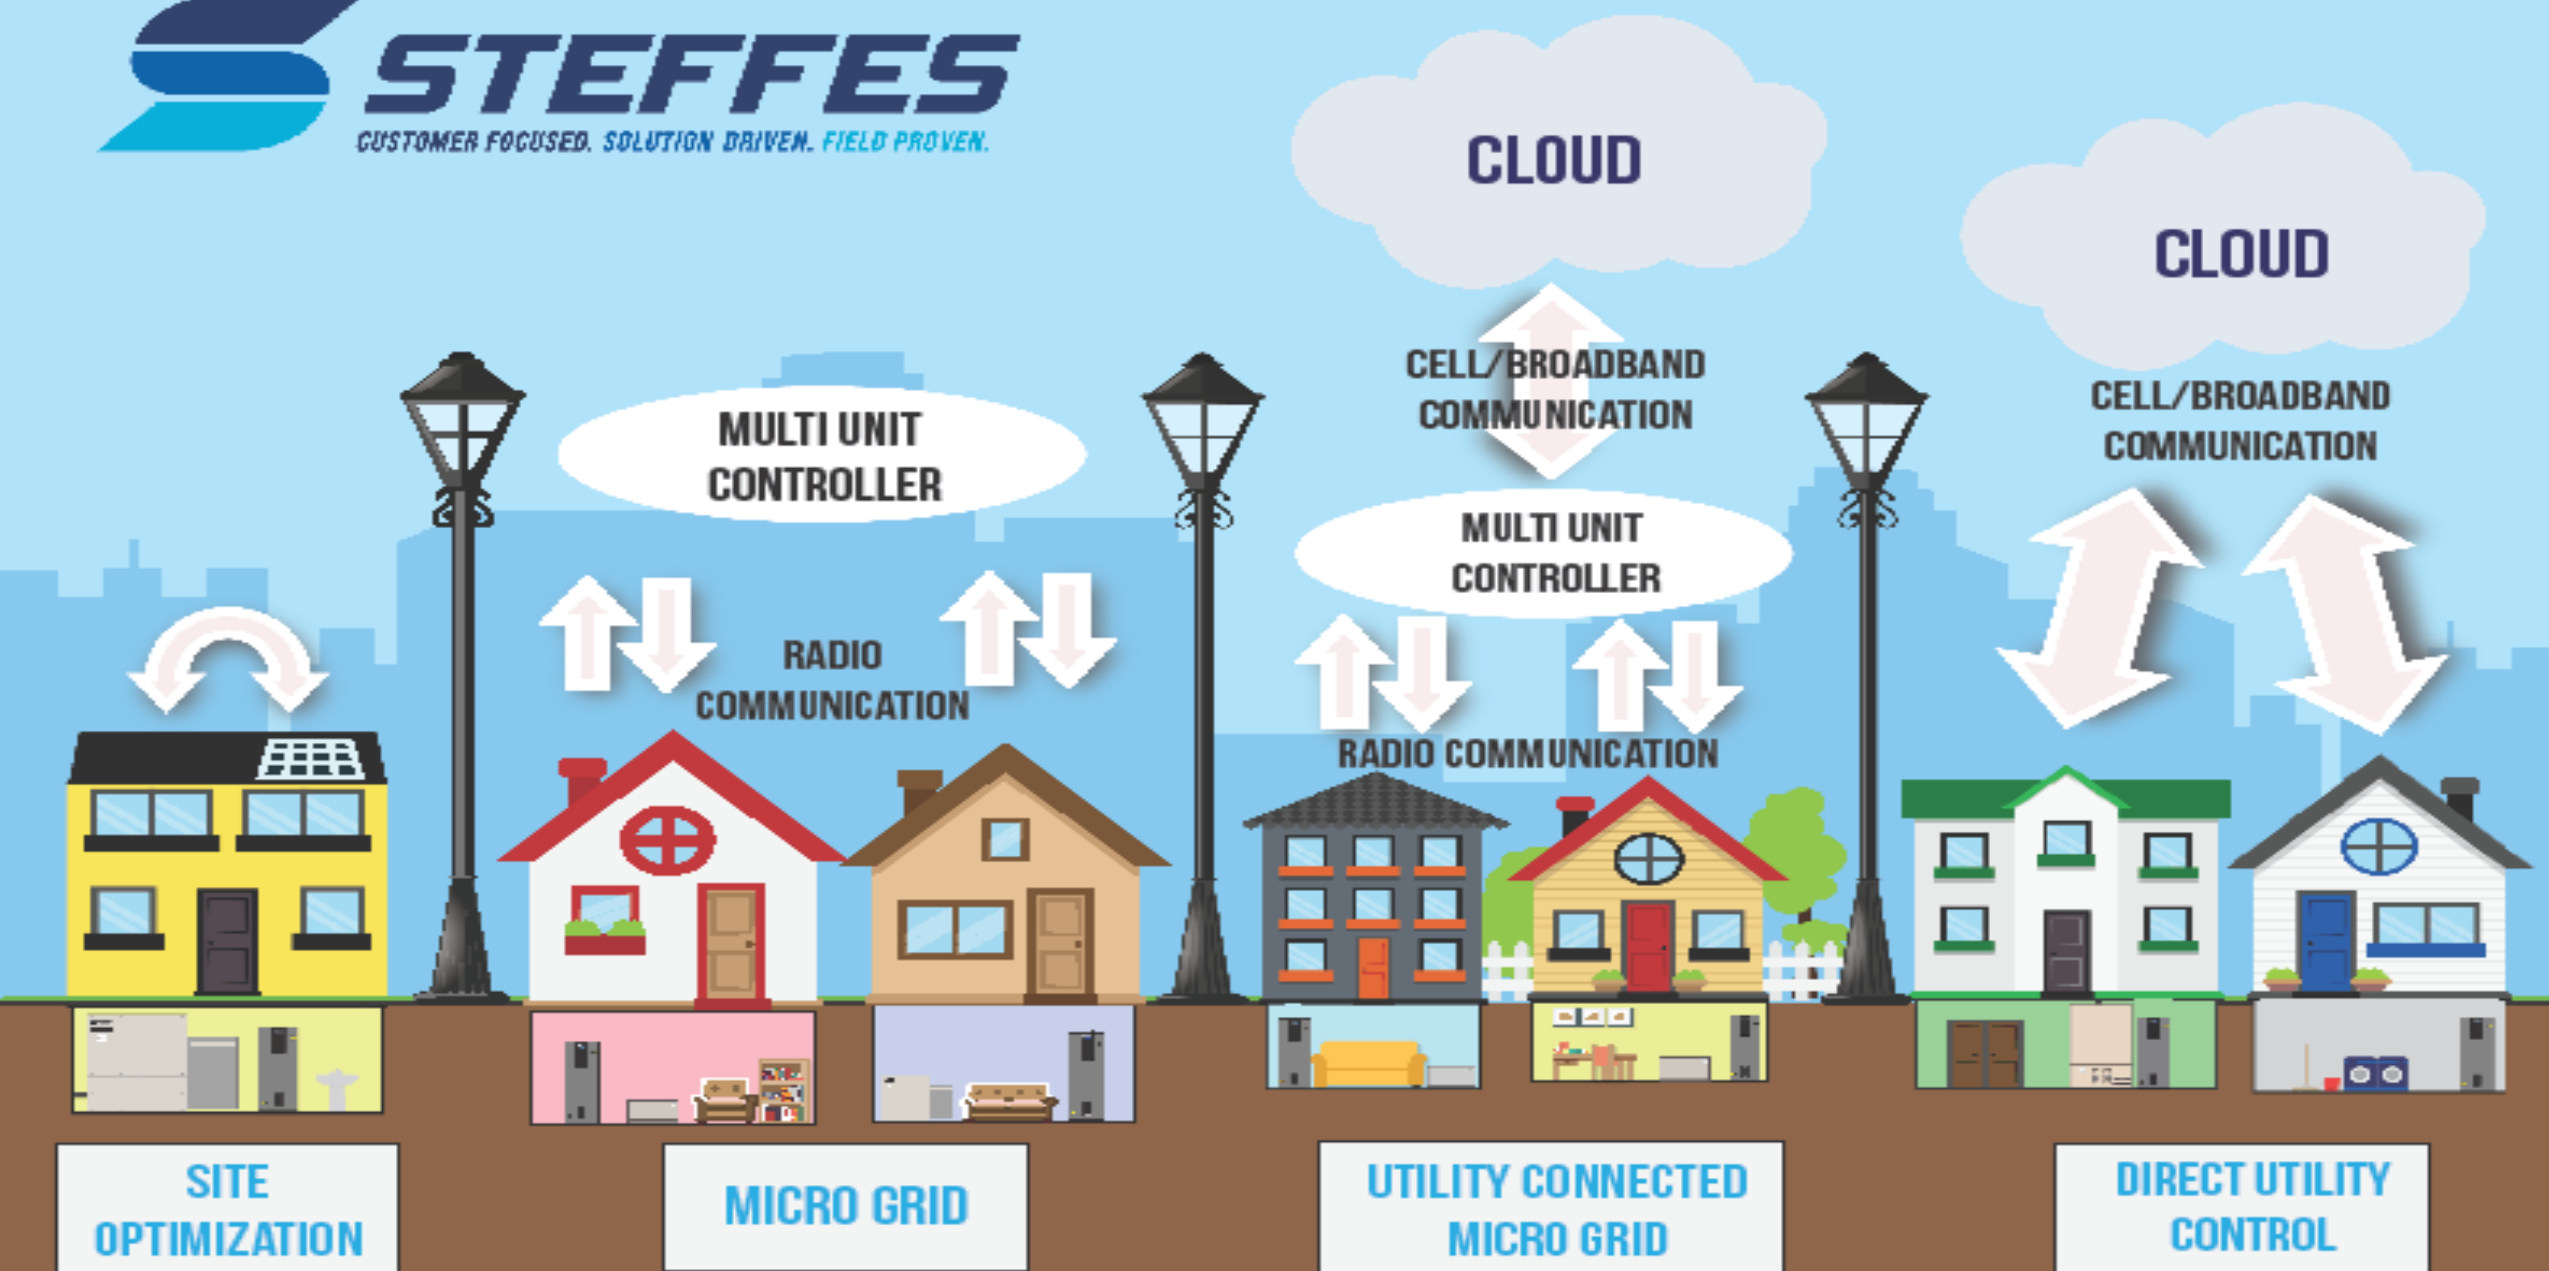 STEFFES
CUSTOMER FOCUSED. SOLUTION DRIVEN. FIELD PROVEN.
CLOUD
CLOUD
CELL/BROADBAND
COMMUNICATION
CELL/BROADBAND
COMMUNICATION
MULTI UNIT
CONTROLLER
MULTI UNIT
CONTROLLER
RADIO
COMMUNICATION
RADIO COMMUNICATION
SITE
OPTIMIZATION
MICRO GRID
UTILITY CONNECTED
MICRO GRID
DIRECT UTILITY
CONTROL